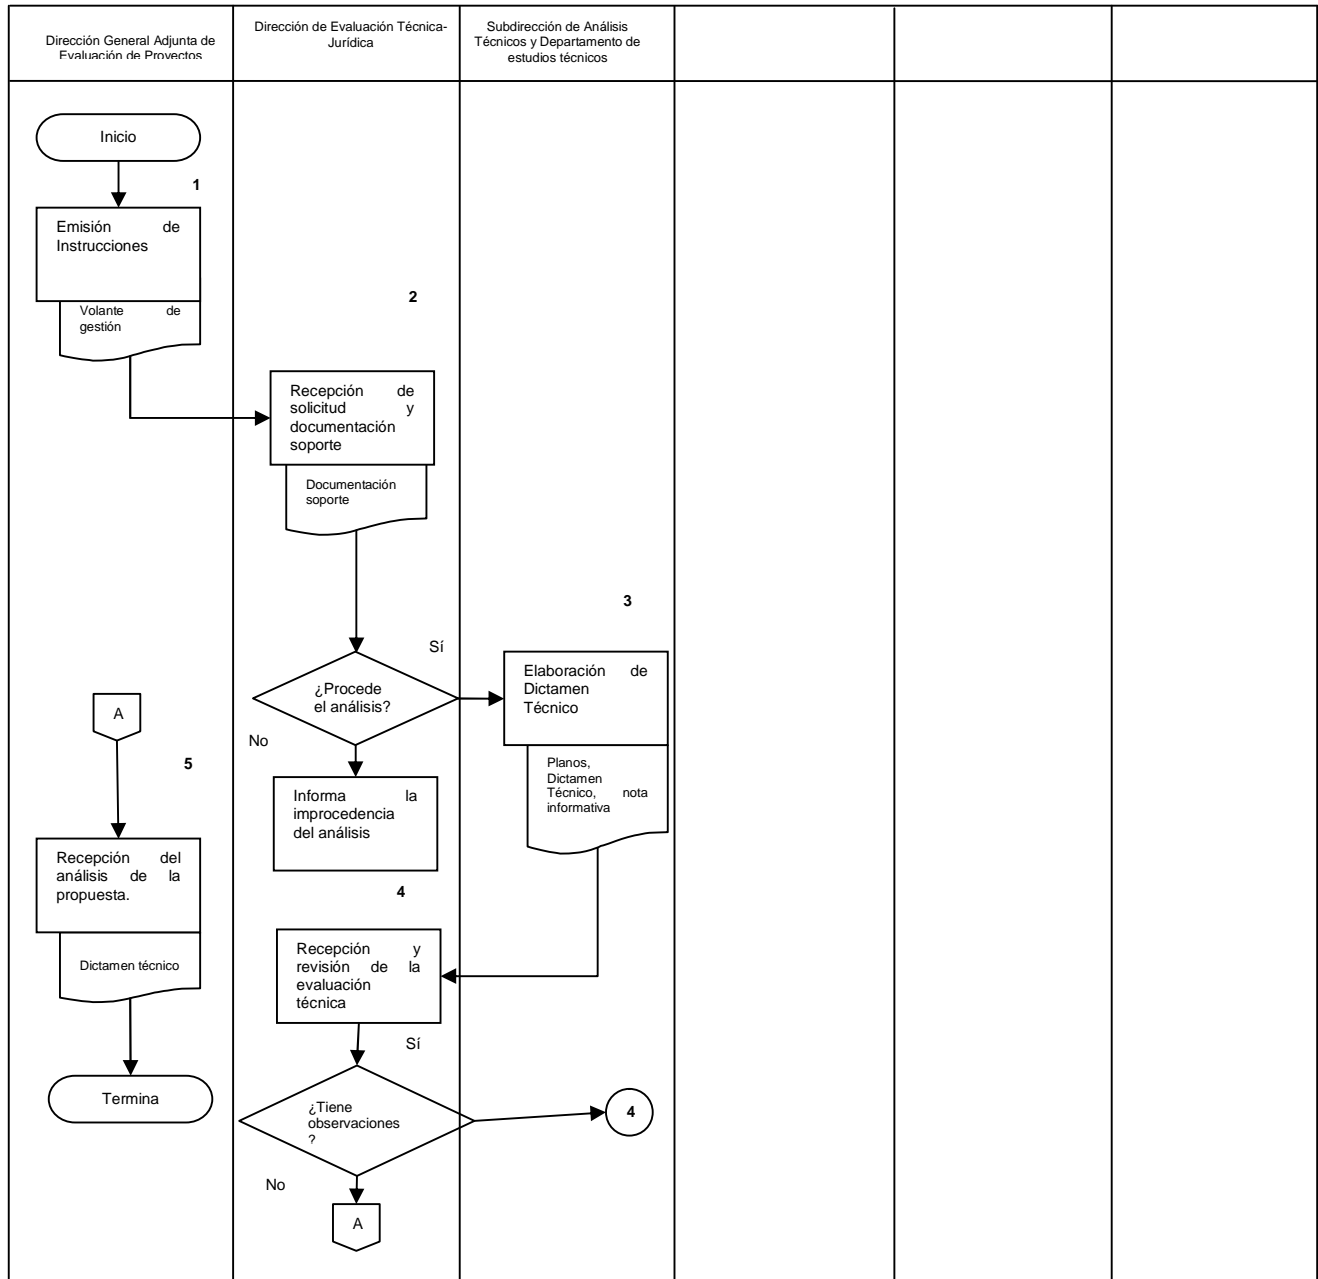 Dirección General Adjunta de
Evaluación de Proyectos
Dirección de Evaluación Técnica-
Jurídica
Subdirección de Análisis
Técnicos y Departamento de
estudios técnicos
Inicio
1
Emisión de
Instrucciones
Volante de
gestión
2
Recepción de
solicitud y
documentación
soporte
Documentación
soporte
3
Sí
¿Procede
el análisis?
No
Elaboración de
Dictamen
Técnico
Planos,
Dictamen
Técnico, nota
informativa
Informa la
improcedencia
del análisis
4
Recepción y
revisión de la
evaluación
técnica
Sí
¿Tiene
observaciones
?
4
No
A
A
5
Recepción del
análisis de la
propuesta.
Dictamen técnico
Termina